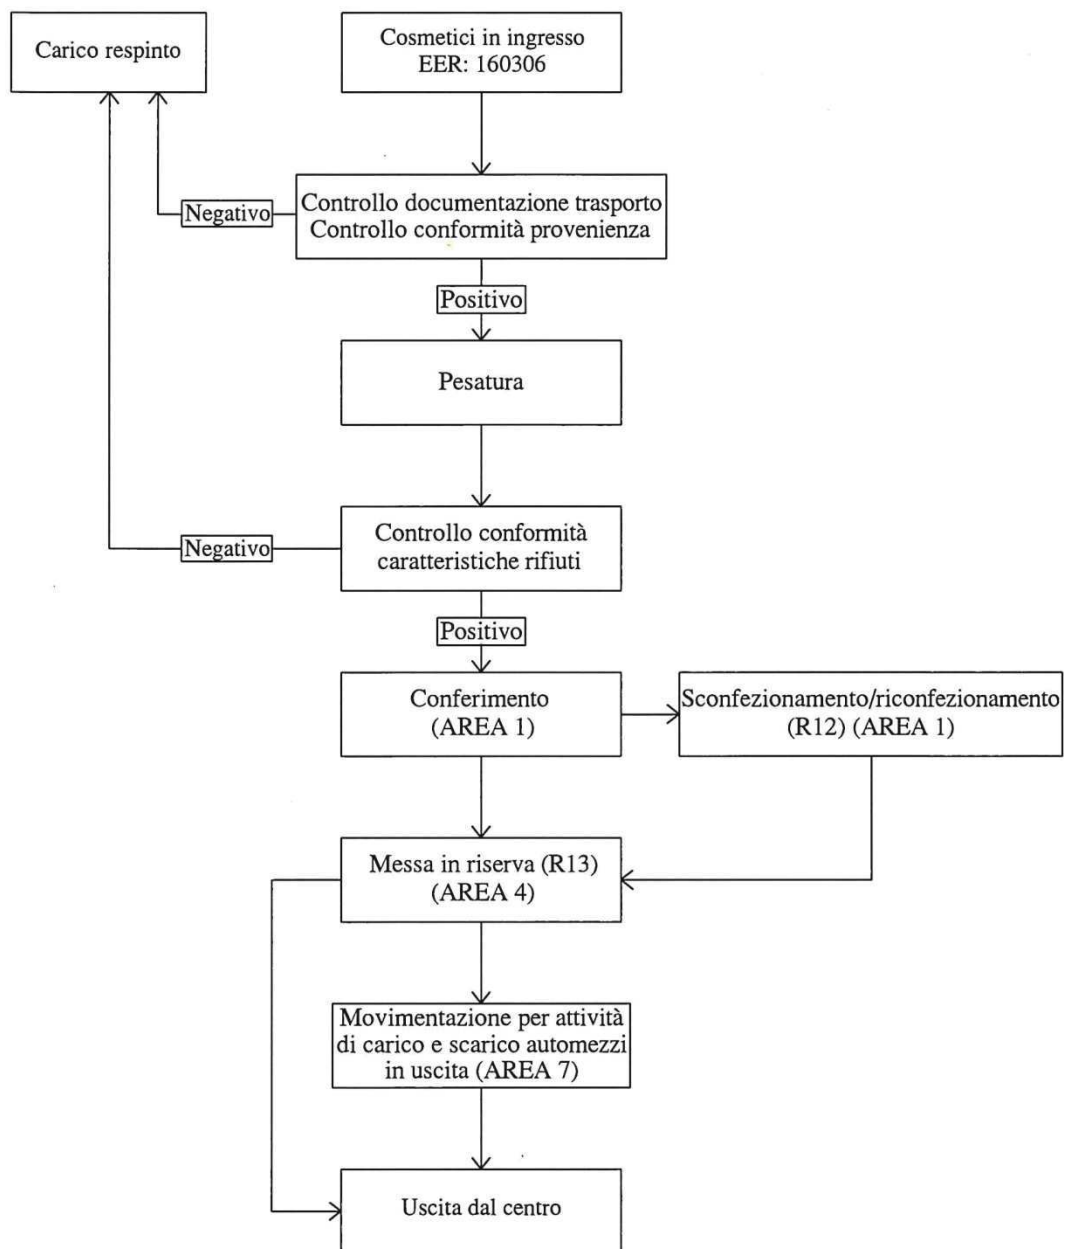 Carico respinto
Cosmetici in ingresso
EER: 160306
Controllo documentazione trasporto
Controllo conformità provenienza
Negativo
Positivo
Pesatura
Controllo conformità
caratteristiche rifiuti
Negativo
Positivo
Conferimento
(AREA 1)
Sconfezionamento/riconfezionamento
(R12) (AREA 1)
Messa in riserva (R13)
(AREA 4)
Movimentazione per attività
di carico e scarico automezzi
in uscita (AREA 7)
Uscita dal centro